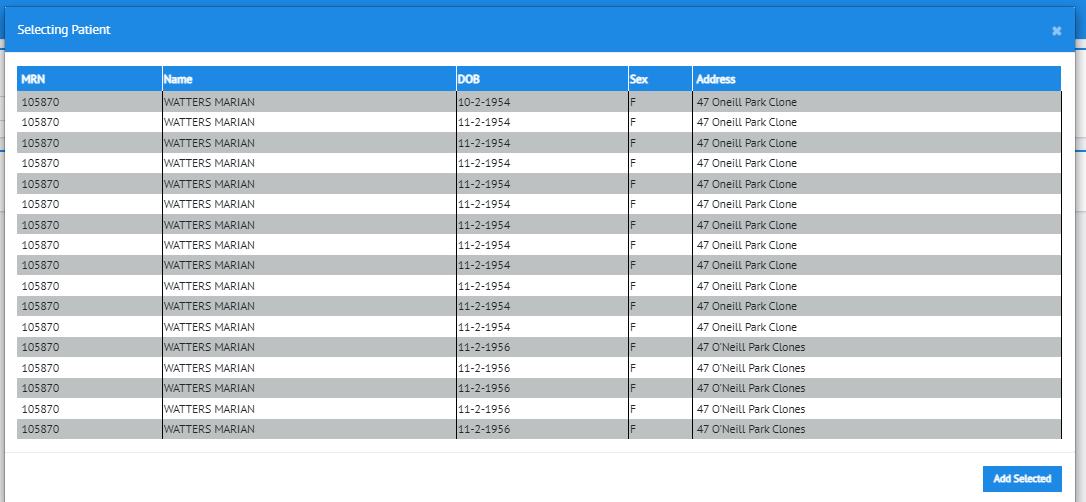 Selecting Patient
×
MRN Name DOB Sex Address
105870 WATTERS MARIAN 10-2-1954 F 47 Oneill Park Clone
105870 WATTERS MARIAN 11-2-1954 F 47 Oneill Park Clone
105870 WATTERS MARIAN 11-2-1954 F 47 Oneill Park Clone
105870 WATTERS MARIAN 11-2-1954 F 47 Oneill Park Clone
105870 WATTERS MARIAN 11-2-1954 F 47 Oneill Park Clone
105870 WATTERS MARIAN 11-2-1954 F 47 Oneill Park Clone
105870 WATTERS MARIAN 11-2-1954 F 47 Oneill Park Clone
105870 WATTERS MARIAN 11-2-1954 F 47 Oneill Park Clone
105870 WATTERS MARIAN 11-2-1954 F 47 Oneill Park Clone
105870 WATTERS MARIAN 11-2-1954 F 47 Oneill Park Clone
105870 WATTERS MARIAN 11-2-1954 F 47 Oneill Park Clone
105870 WATTERS MARIAN 11-2-1954 F 47 Oneill Park Clone
105870 WATTERS MARIAN 11-2-1956 F 47 O'Neill Park Clones
105870 WATTERS MARIAN 11-2-1956 F 47 O'Neill Park Clones
105870 WATTERS MARIAN 11-2-1956 F 47 O'Neill Park Clones
105870 WATTERS MARIAN 11-2-1956 F 47 O'Neill Park Clones
105870 WATTERS MARIAN 11-2-1956 F 47 O'Neill Park Clones
Add Selected